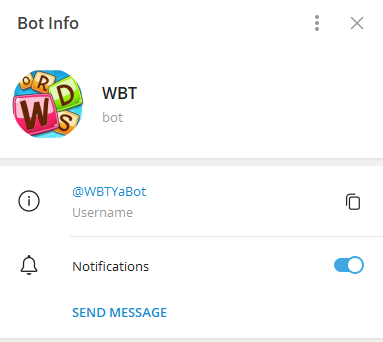 Bot Info
O R D
W S
WBT
bot
@WBTYaBot
Username
Notifications
SEND MESSAGE